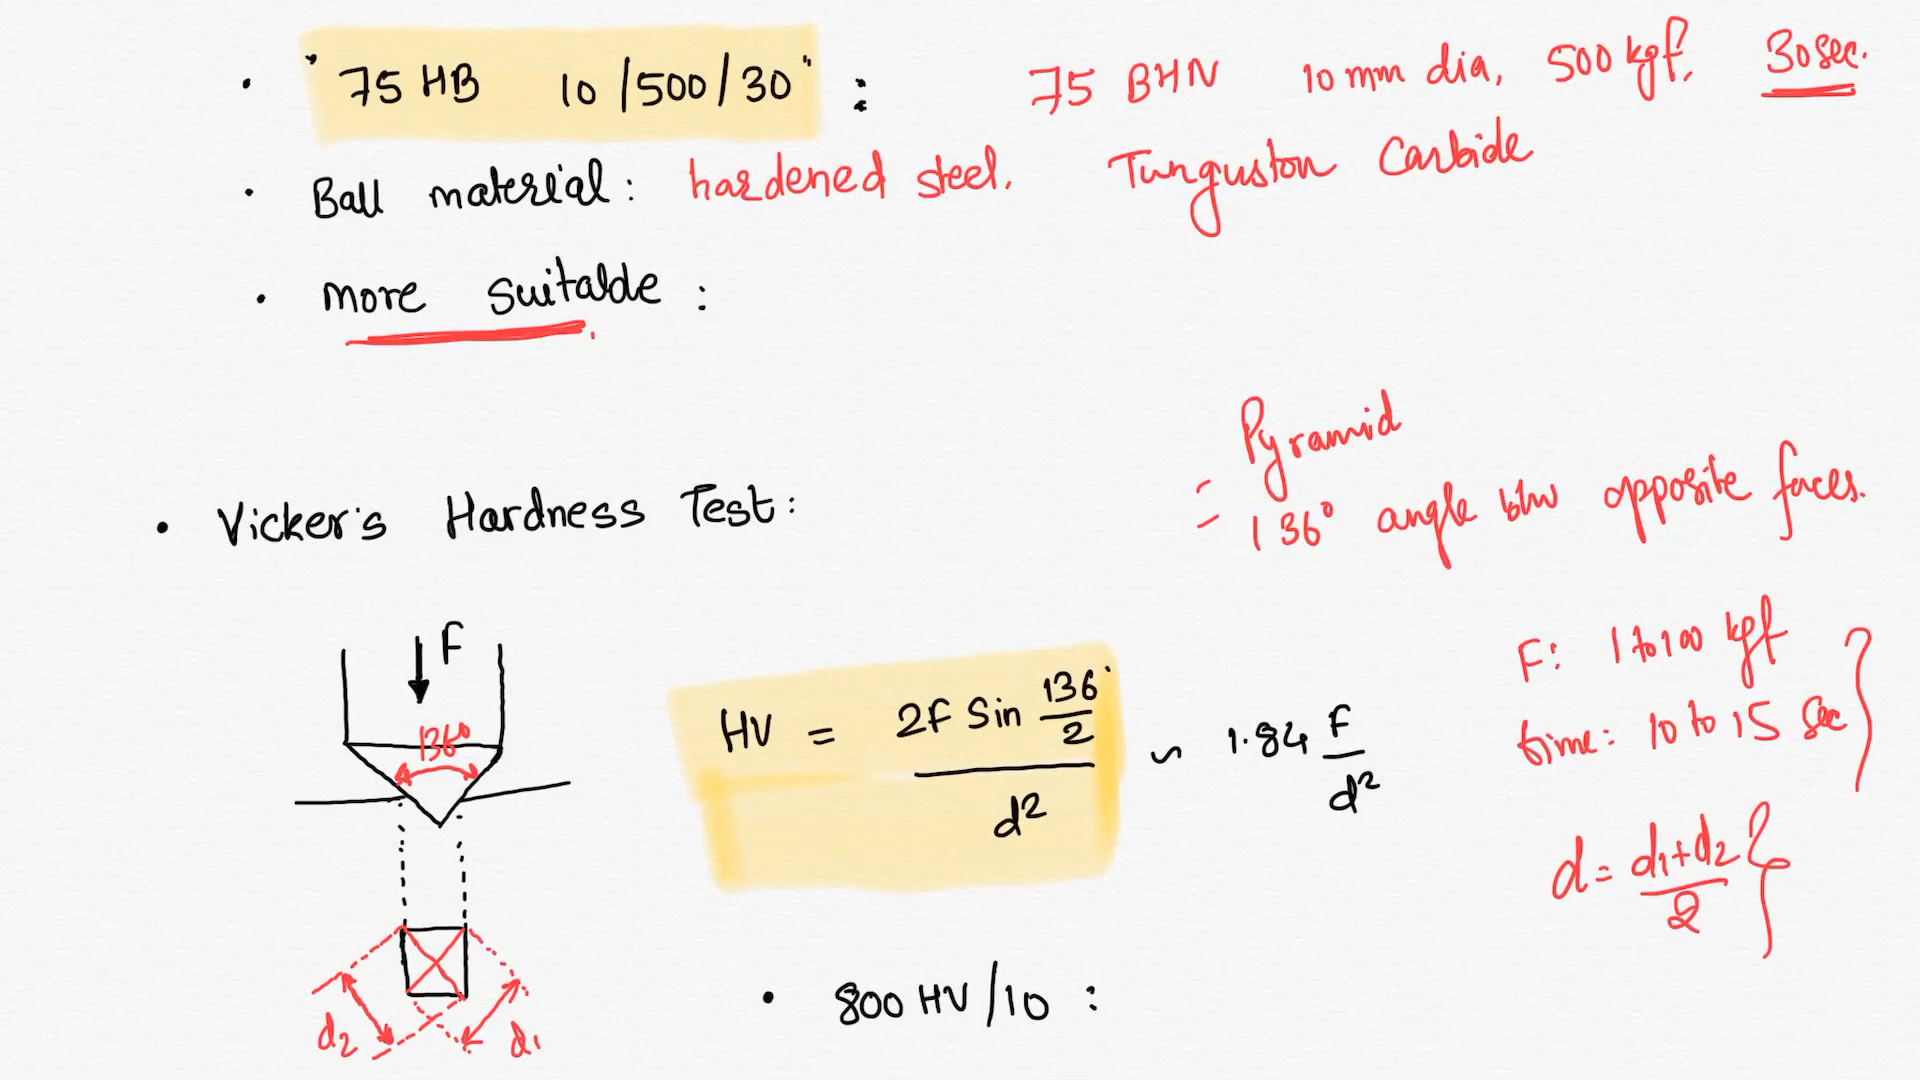 • "75 HB 10/500/30" : 75 BHN 10 mm dia, 500 kgf, 30 sec.
• Ball material: hardened steel. Tunguston Carbide
• more suitable :
= Pyramid
= 136° angle b/w opposite faces.
• Vicker's Hardness Test:
F
136°
HV = 2F Sin 136°/2 / d² ~ 1.84 F/d²
F: 1 to 100 kgf
time: 10 to 15 Sec
d = d1+d2/2
d2 d1
• 800 HV/10 :